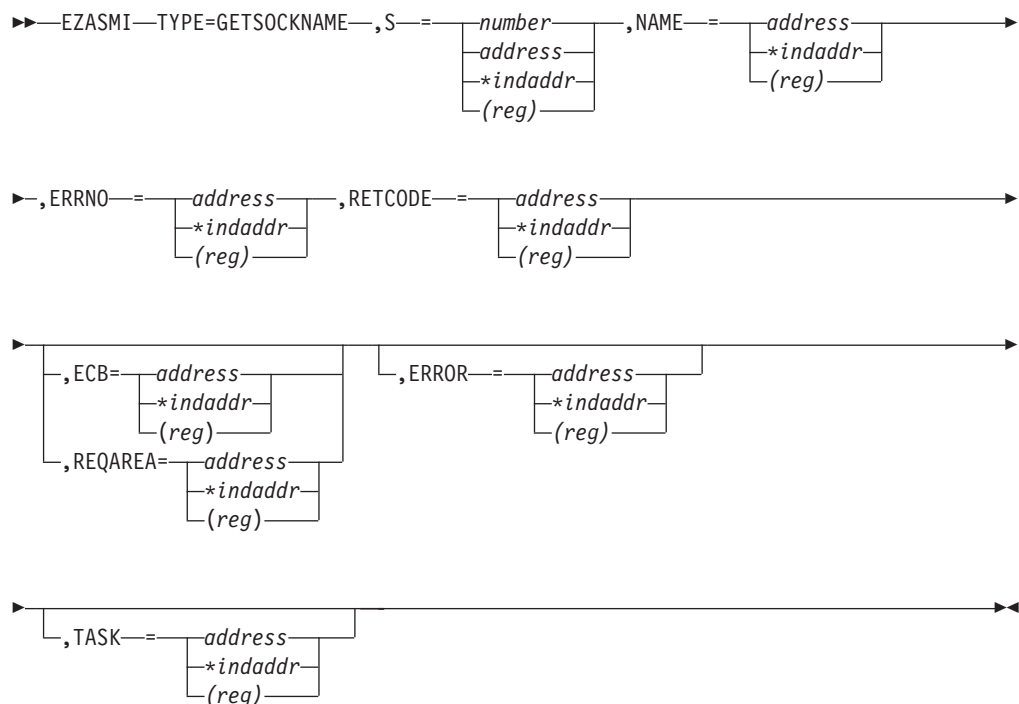 EZASMI TYPE=GETSOCKNAME ,S = number ,NAME = address
address *indaddr
*indaddr (reg)
(reg)
,ERRNO = address ,RETCODE = address
*indaddr *indaddr
(reg) (reg)
,ECB= address ,ERROR = address
*indaddr *indaddr
(reg) (reg)
,REQAREA= address
*indaddr
(reg)
,TASK = address
*indaddr
(reg)